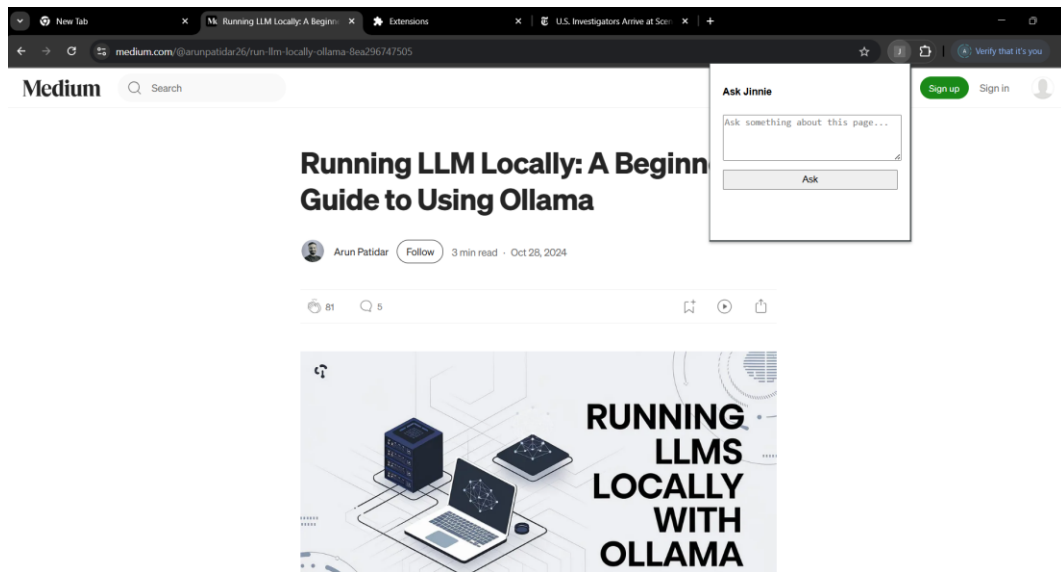 New Tab
Running LLM Locally: A Beginne
Extensions
U.S. Investigators Arrive at Scen
medium.com/@arunpatidar26/run-llm-locally-ollama-8ea296747505
Verify that it's you
Medium
Search
Sign up
Sign in
Ask Jinnie
Ask something about this page...
Ask
Running LLM Locally: A Beginn
Guide to Using Ollama
Arun Patidar
Follow
3 min read · Oct 28, 2024
81
5
RUNNING
LLMS
LOCALLY
WITH
OLLAMA